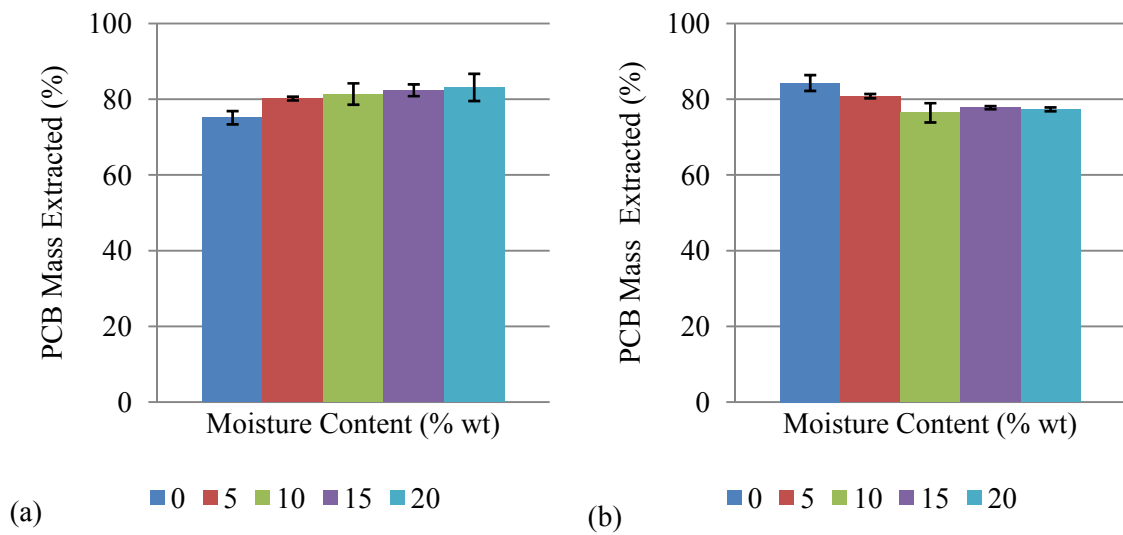 PCB Mass Extracted (%)
100
80
60
40
20
0
Moisture Content (% wt)
0 5 10 15 20
(a)
PCB Mass  Extracted (%)
100
80
60
40
20
0
Moisture Content (% wt)
0 5 10 15 20
(b)